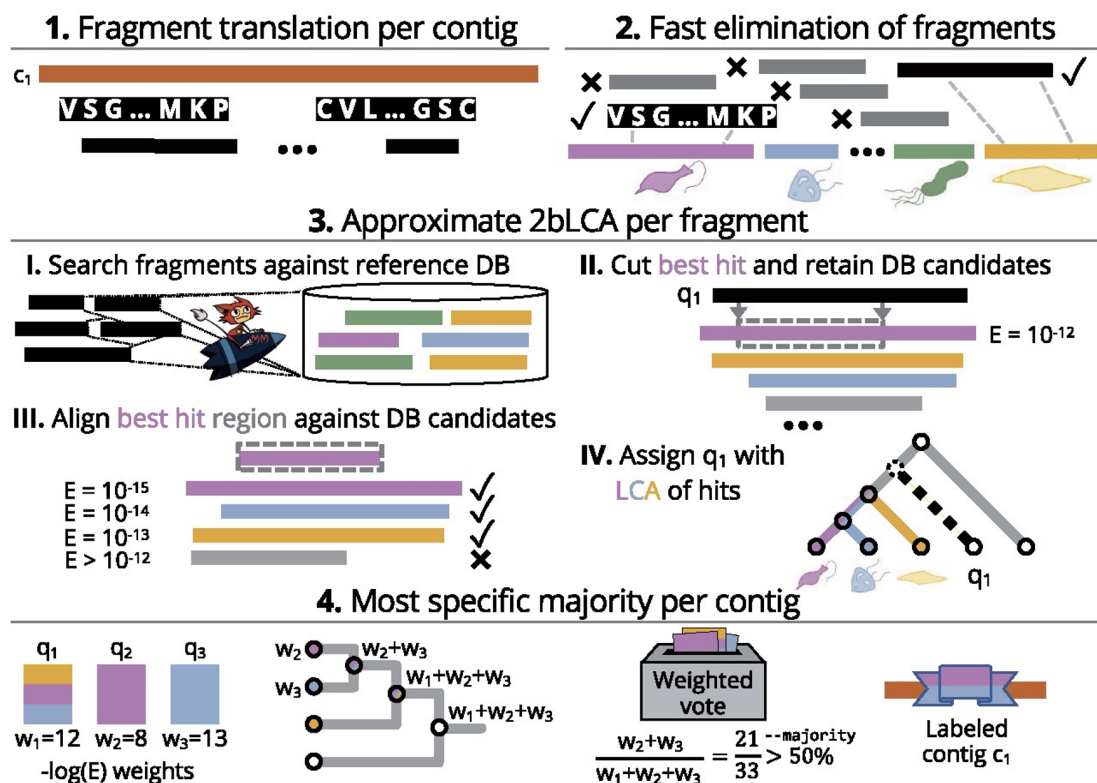 1. Fragment translation per contig
c₁
VSG...MKP
CVL...GSC
2. Fast elimination of fragments
VSG...MKP
3. Approximate 2bLCA per fragment
I. Search fragments against reference DB
MM
II. Cut best hit and retain DB candidates
q₁
E = 10⁻¹²
III. Align best hit region against DB candidates
E = 10⁻¹⁵
E = 10⁻¹⁴
E = 10⁻¹³
E > 10⁻¹²
IV. Assign q₁ with
LCA of hits
q₁
4. Most specific majority per contig
q₁ q₂ q₃
w₁=12 w₂=8 w₃=13
-log(E) weights
w₂
w₃
w₂+w₃
w₁+w₂+w₃
w₁+w₂+w₃
Weighted
vote
w₂+w₃
w₁+w₂+w₃
=
21
33
--majority
> 50%
Labeled
contig c₁